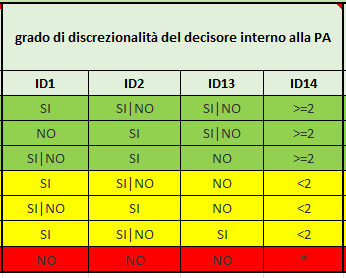 grado di discrezionalità del decisore interno alla PA
ID1 ID2 ID13 ID14
SI SI|NO SI|NO >=2
NO SI SI|NO >=2
SI|NO SI NO >=2
SI SI|NO NO <2
SI|NO SI NO <2
SI SI|NO SI <2
NO NO NO *